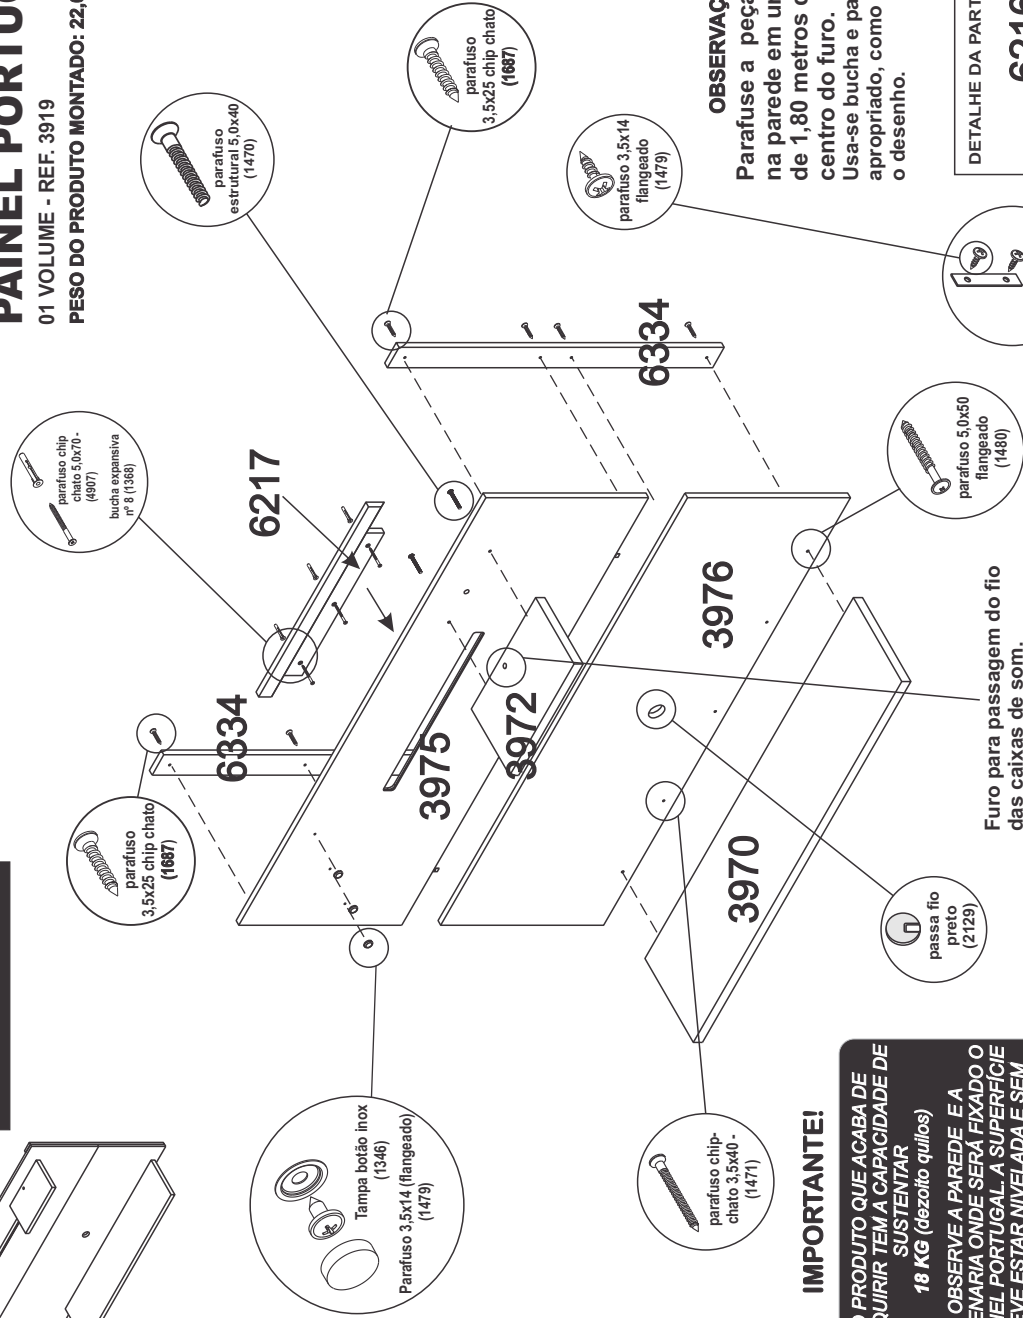 PAINEL PORTUG
01 VOLUME - REF. 3919
PESO DO PRODUTO MONTADO: 22,
parafuso
estrutural 5,0x40
(1470)
parafuso
3,5x25 chip chato
(1687)
parafuso chip
chato 5,0x70 -
(4907)
bucha expansiva
nº 8 (1368)
6217
parafuso 3,5x14
flangeado
(1479)
OBSERVAÇ
Parafuse a peça
na parede em um
de 1,80 metros
centro do furo.
Usa-se bucha e pa
apropriado, como
o desenho.
DETALHE DA PART
6216
6334
6334
parafuso
3,5x25 chip chato
(1687)
3975
3972
3976
3970
parafuso 5,0x50
flangeado
(1480)
Furo para passagem do fio
das caixas de som.
passa fio
preto
(2129)
Tampa botão inox
(1346)
Parafuso 3,5x14 (flangeado)
(1479)
parafuso chip-
chato 3,5x40 -
(1471)
IMPORTANTE!
O PRODUTO QUE ACABA DE
QUIRIR TEM A CAPACIDADE DE
SUSTENTAR
18 KG (dezoito quilos)
OBSERVE A PAREDE E A
ENARIA ONDE SERÁ FIXADO O
NEL PORTUGAL. A SUPERFÍCIE
EVE ESTAR NIVELADA E SEM